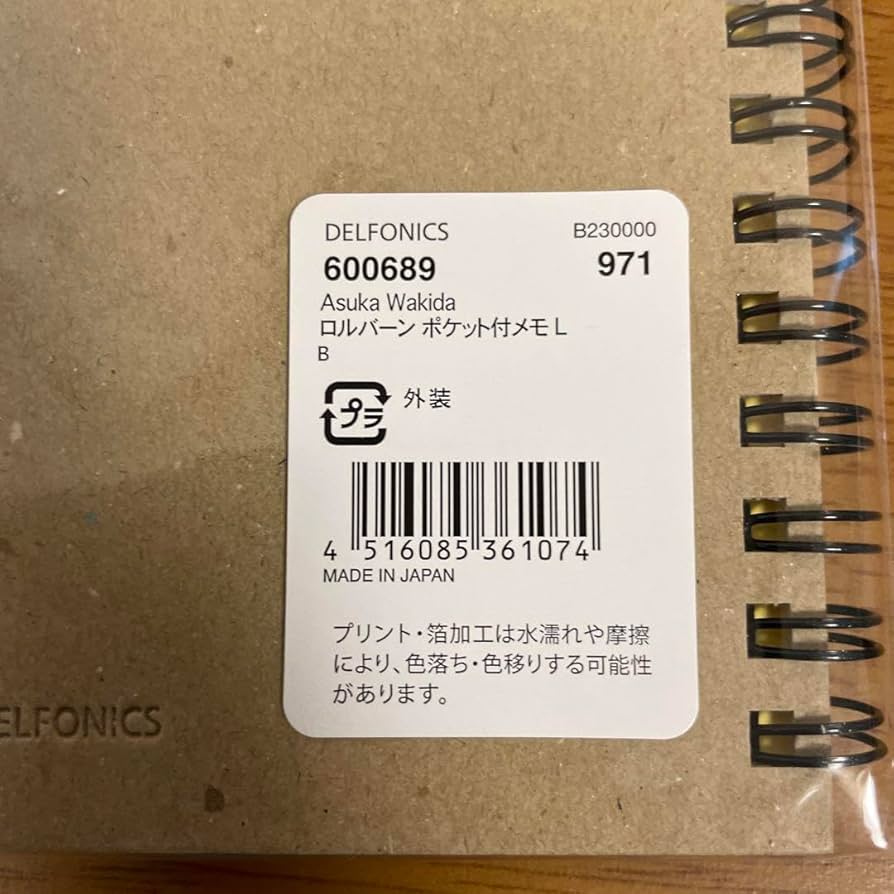 DELFONICS B230000
600689 971
Asuka Wakida
ロルバーン ポケット付メモ L
B
プラ 外装
4 516085 361074
MADE IN JAPAN
プリント・箔加工は水濡れや摩擦
により、色落ち・色移りする可能性
があります。
ELFONICS